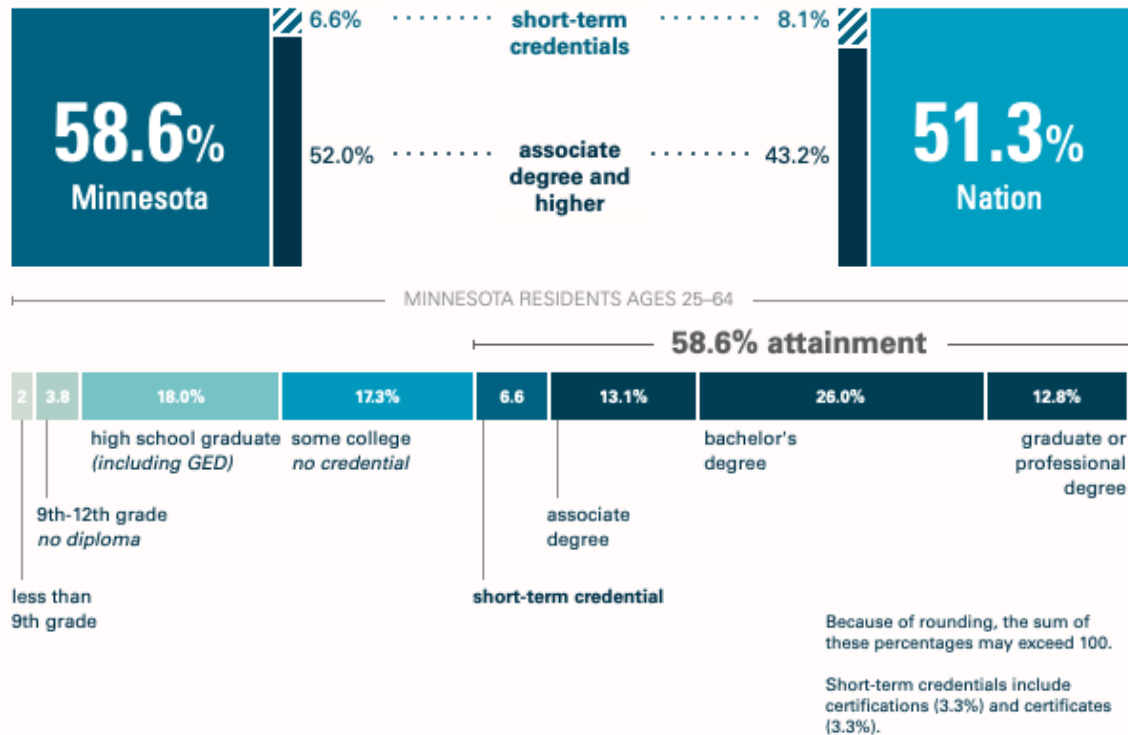 6.6% short-term credentials 8.1%
58.6%
Minnesota
52.0% associate degree and higher 43.2%
51.3%
Nation
MINNESOTA RESIDENTS AGES 25–64
58.6% attainment
2 3.8 18.0% 17.3% 6.6 13.1% 26.0% 12.8%
high school graduate
(including GED)
some college
no credential
bachelor's
degree
graduate or
professional
degree
9th-12th grade
no diploma
associate
degree
less than
9th grade
short-term credential
Because of rounding, the sum of
these percentages may exceed 100.
Short-term credentials include
certifications (3.3%) and certificates
(3.3%).